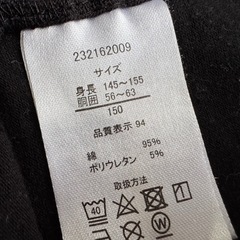 232162009
サイズ
身長 145～155
胴囲 56～63
150
品質表示 94
綿 95%
ポリウレタン 5%
取扱方法
40
W